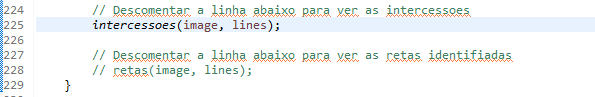 224 // Descomentar a linha abaixo para ver as intercessoes
225 intercessoes(image, lines);
226
227 // Descomentar a linha abaixo para ver as retas identifiadas
228 // retas(image, lines);
229 }